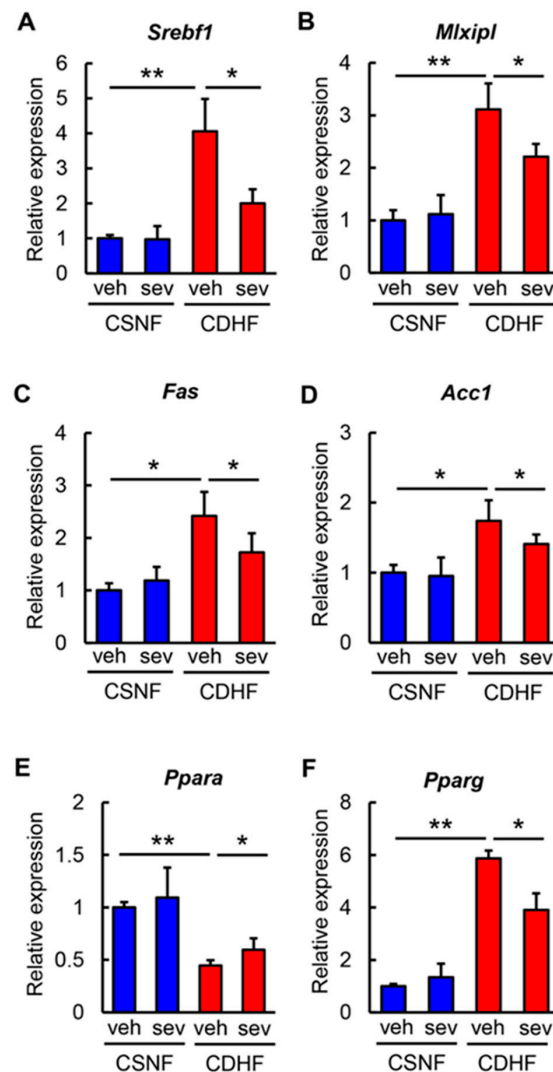 A
Srebf1
Relative expression
6
5
4
3
2
1
0
**
*
veh sev veh sev
CSNF CDHF
B
Mlxipl
Relative expression
4
3
2
1
0
**
*
veh sev veh sev
CSNF CDHF
C
Fas
Relative expression
4
3
2
1
0
*
*
veh sev veh sev
CSNF CDHF
D
Acc1
Relative expression
3
2
1
0
*
*
veh sev veh sev
CSNF CDHF
E
Ppara
Relative expression
2
1.5
1
0.5
0
**
*
veh sev veh sev
CSNF CDHF
F
Pparg
Relative expression
8
6
4
2
0
**
*
veh sev veh sev
CSNF CDHF